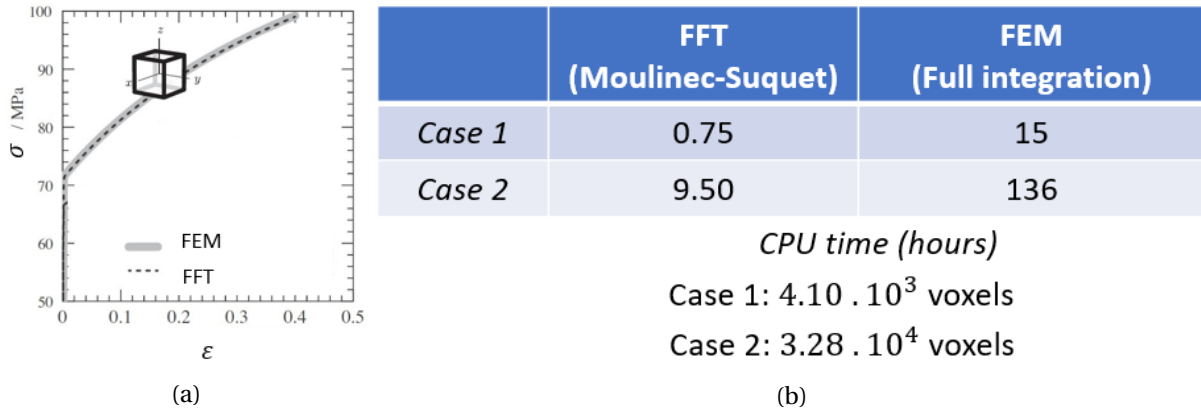 100
90
80
70
60
50
σ / MPa
z
x
y
FEM
FFT
0 0.1 0.2 0.3 0.4 0.5
ε
(a)
FFT FEM
(Moulinec-Suquet) (Full integration)
Case 1 0.75 15
Case 2 9.50 136
CPU time (hours)
Case 1: 4.10 . 10³ voxels
Case 2: 3.28 . 10⁴ voxels
(b)